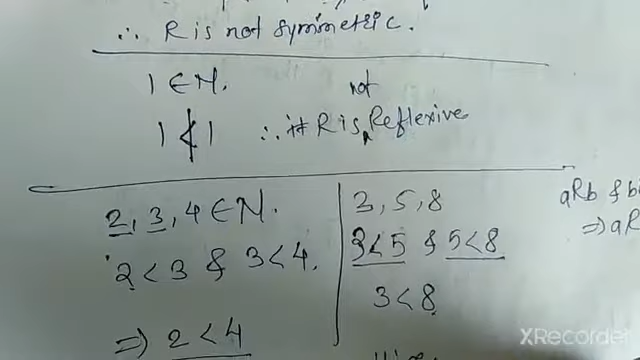 ∴ R is not symmetric.
1 ∈ N.
1 ≮ 1 ∴ R is not Reflexive
2, 3, 4 ∈ N.
2 < 3 & 3 < 4.
⇒ 2 < 4
3, 5, 8
3 < 5 & 5 < 8
3 < 8.
aRb &
⇒ aR
XRecorder